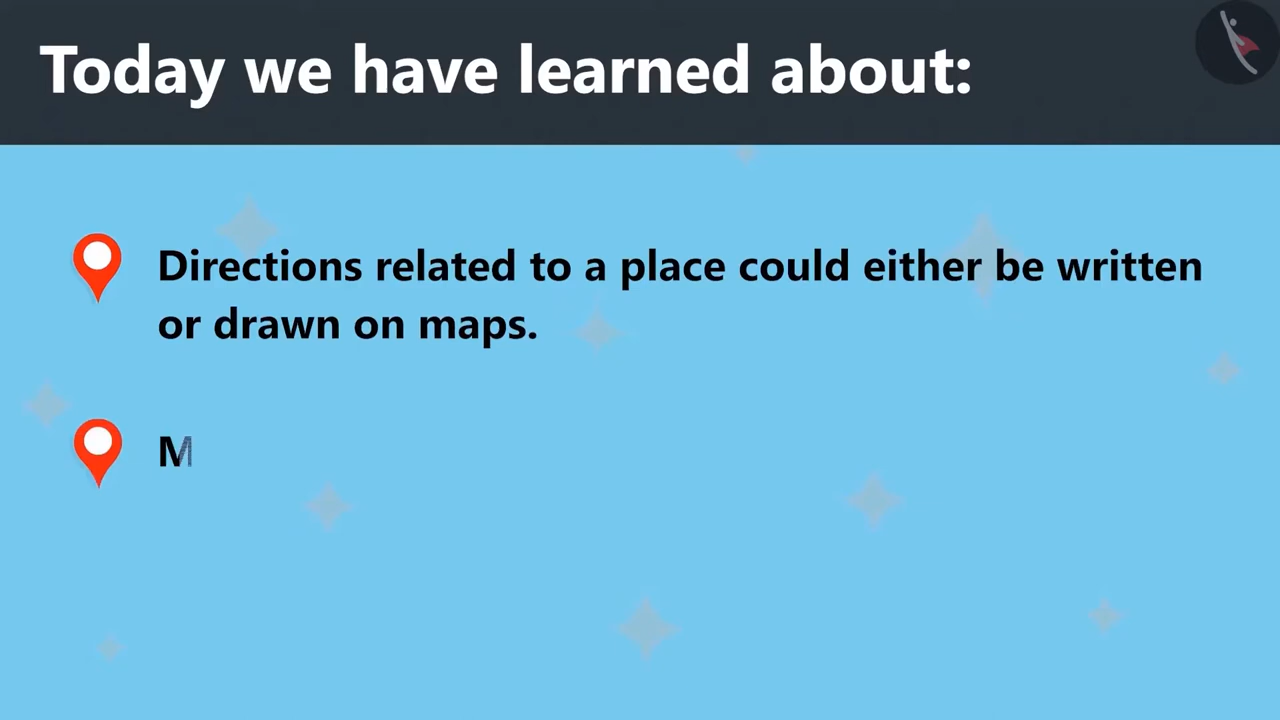 Today we have learned about:
Directions related to a place could either be written
or drawn on maps.
M